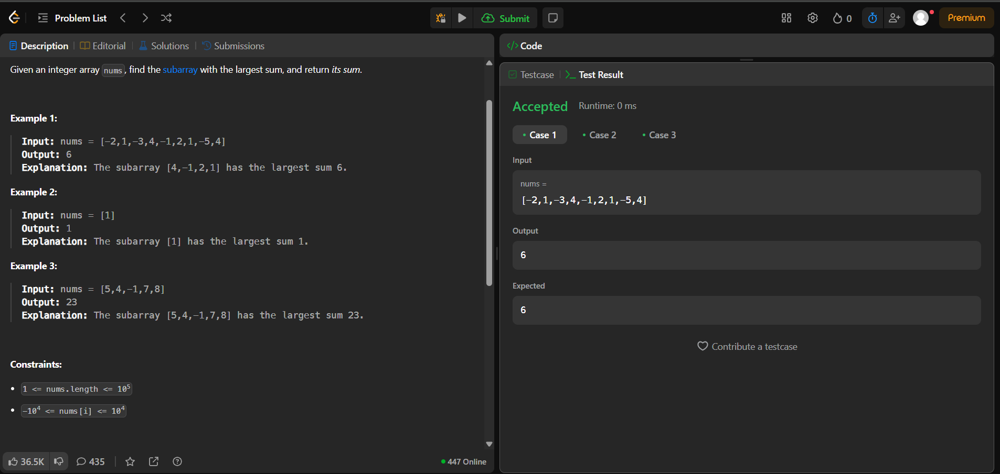 Problem List
Submit
0
Premium
Description
Editorial
Solutions
Submissions
Given an integer array nums, find the subarray with the largest sum, and return its sum.
Example 1:
Input: nums = [-2,1,-3,4,-1,2,1,-5,4]
Output: 6
Explanation: The subarray [4,-1,2,1] has the largest sum 6.
Example 2:
Input: nums = [1]
Output: 1
Explanation: The subarray [1] has the largest sum 1.
Example 3:
Input: nums = [5,4,-1,7,8]
Output: 23
Explanation: The subarray [5,4,-1,7,8] has the largest sum 23.
Constraints:
1 <= nums.length <= 10⁵
-10⁴ <= nums[i] <= 10⁴
36.5K
435
447 Online
Code
Testcase
Test Result
Accepted
Runtime: 0 ms
Case 1
Case 2
Case 3
Input
nums =
[-2,1,-3,4,-1,2,1,-5,4]
Output
6
Expected
6
Contribute a testcase